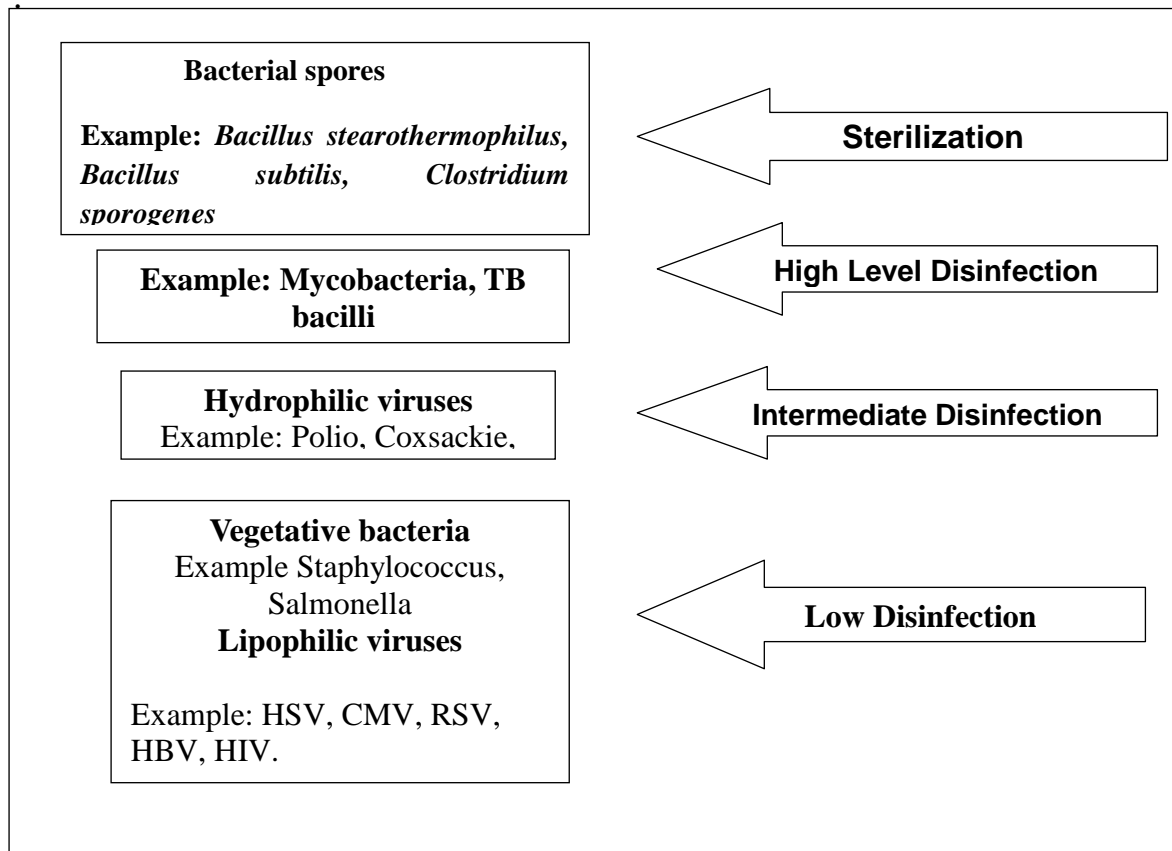 Bacterial spores
Example: Bacillus stearothermophilus,
Bacillus subtilis, Clostridium
sporogenes
Sterilization
Example: Mycobacteria, TB
bacilli
High Level Disinfection
Hydrophilic viruses
Example: Polio, Coxsackie,
Intermediate Disinfection
Vegetative bacteria
Example Staphylococcus,
Salmonella
Lipophilic viruses
Example: HSV, CMV, RSV,
HBV, HIV.
Low Disinfection